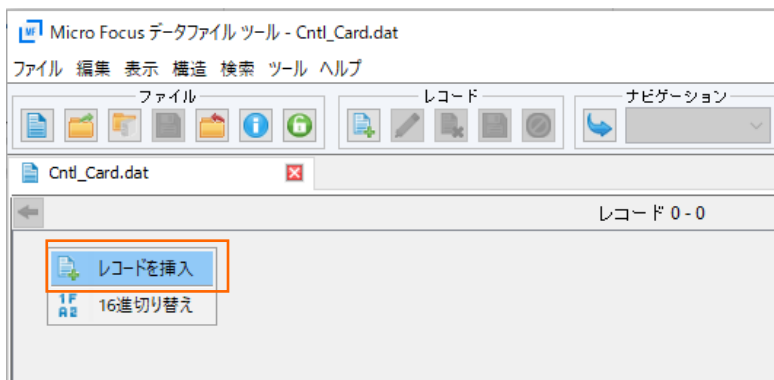 Micro Focus データファイル ツール - Cntl_Card.dat
ファイル 編集 表示 構造 検索 ツール ヘルプ
ファイル レコード ナビゲーション
Cntl_Card.dat
レコード 0 - 0
レコードを挿入
16進切り替え